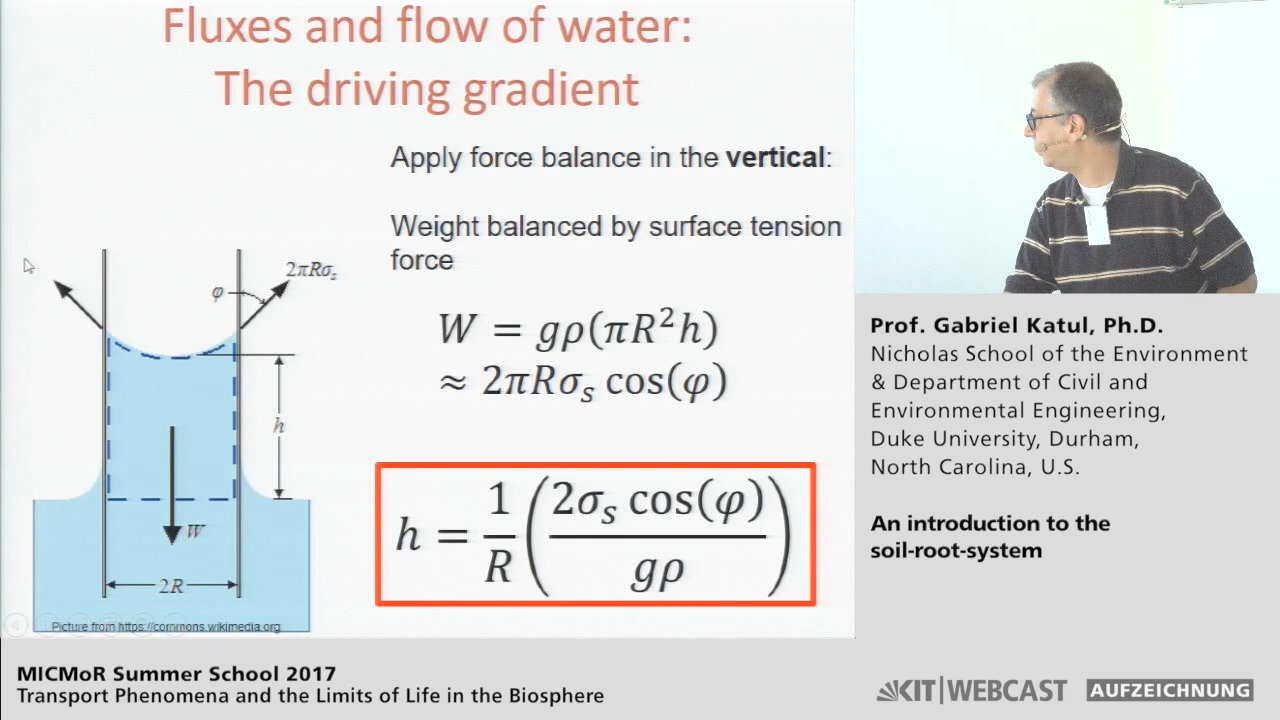 Fluxes and flow of water:
The driving gradient
Apply force balance in the vertical:
Weight balanced by surface tension
force
W = gρ(πR²h)
≈ 2πRσₛ cos(φ)
h = 1/R (2σₛ cos(φ)/gρ)
2πRσₛ
φ
h
W
2R
Picture from https://commons.wikimedia.org
Prof. Gabriel Katul, Ph.D.
Nicholas School of the Environment
& Department of Civil and
Environmental Engineering,
Duke University, Durham,
North Carolina, U.S.
An introduction to the
soil-root-system
MICMoR Summer School 2017
Transport Phenomena and the Limits of Life in the Biosphere
KIT|WEBCAST
AUFZEICHNUNG